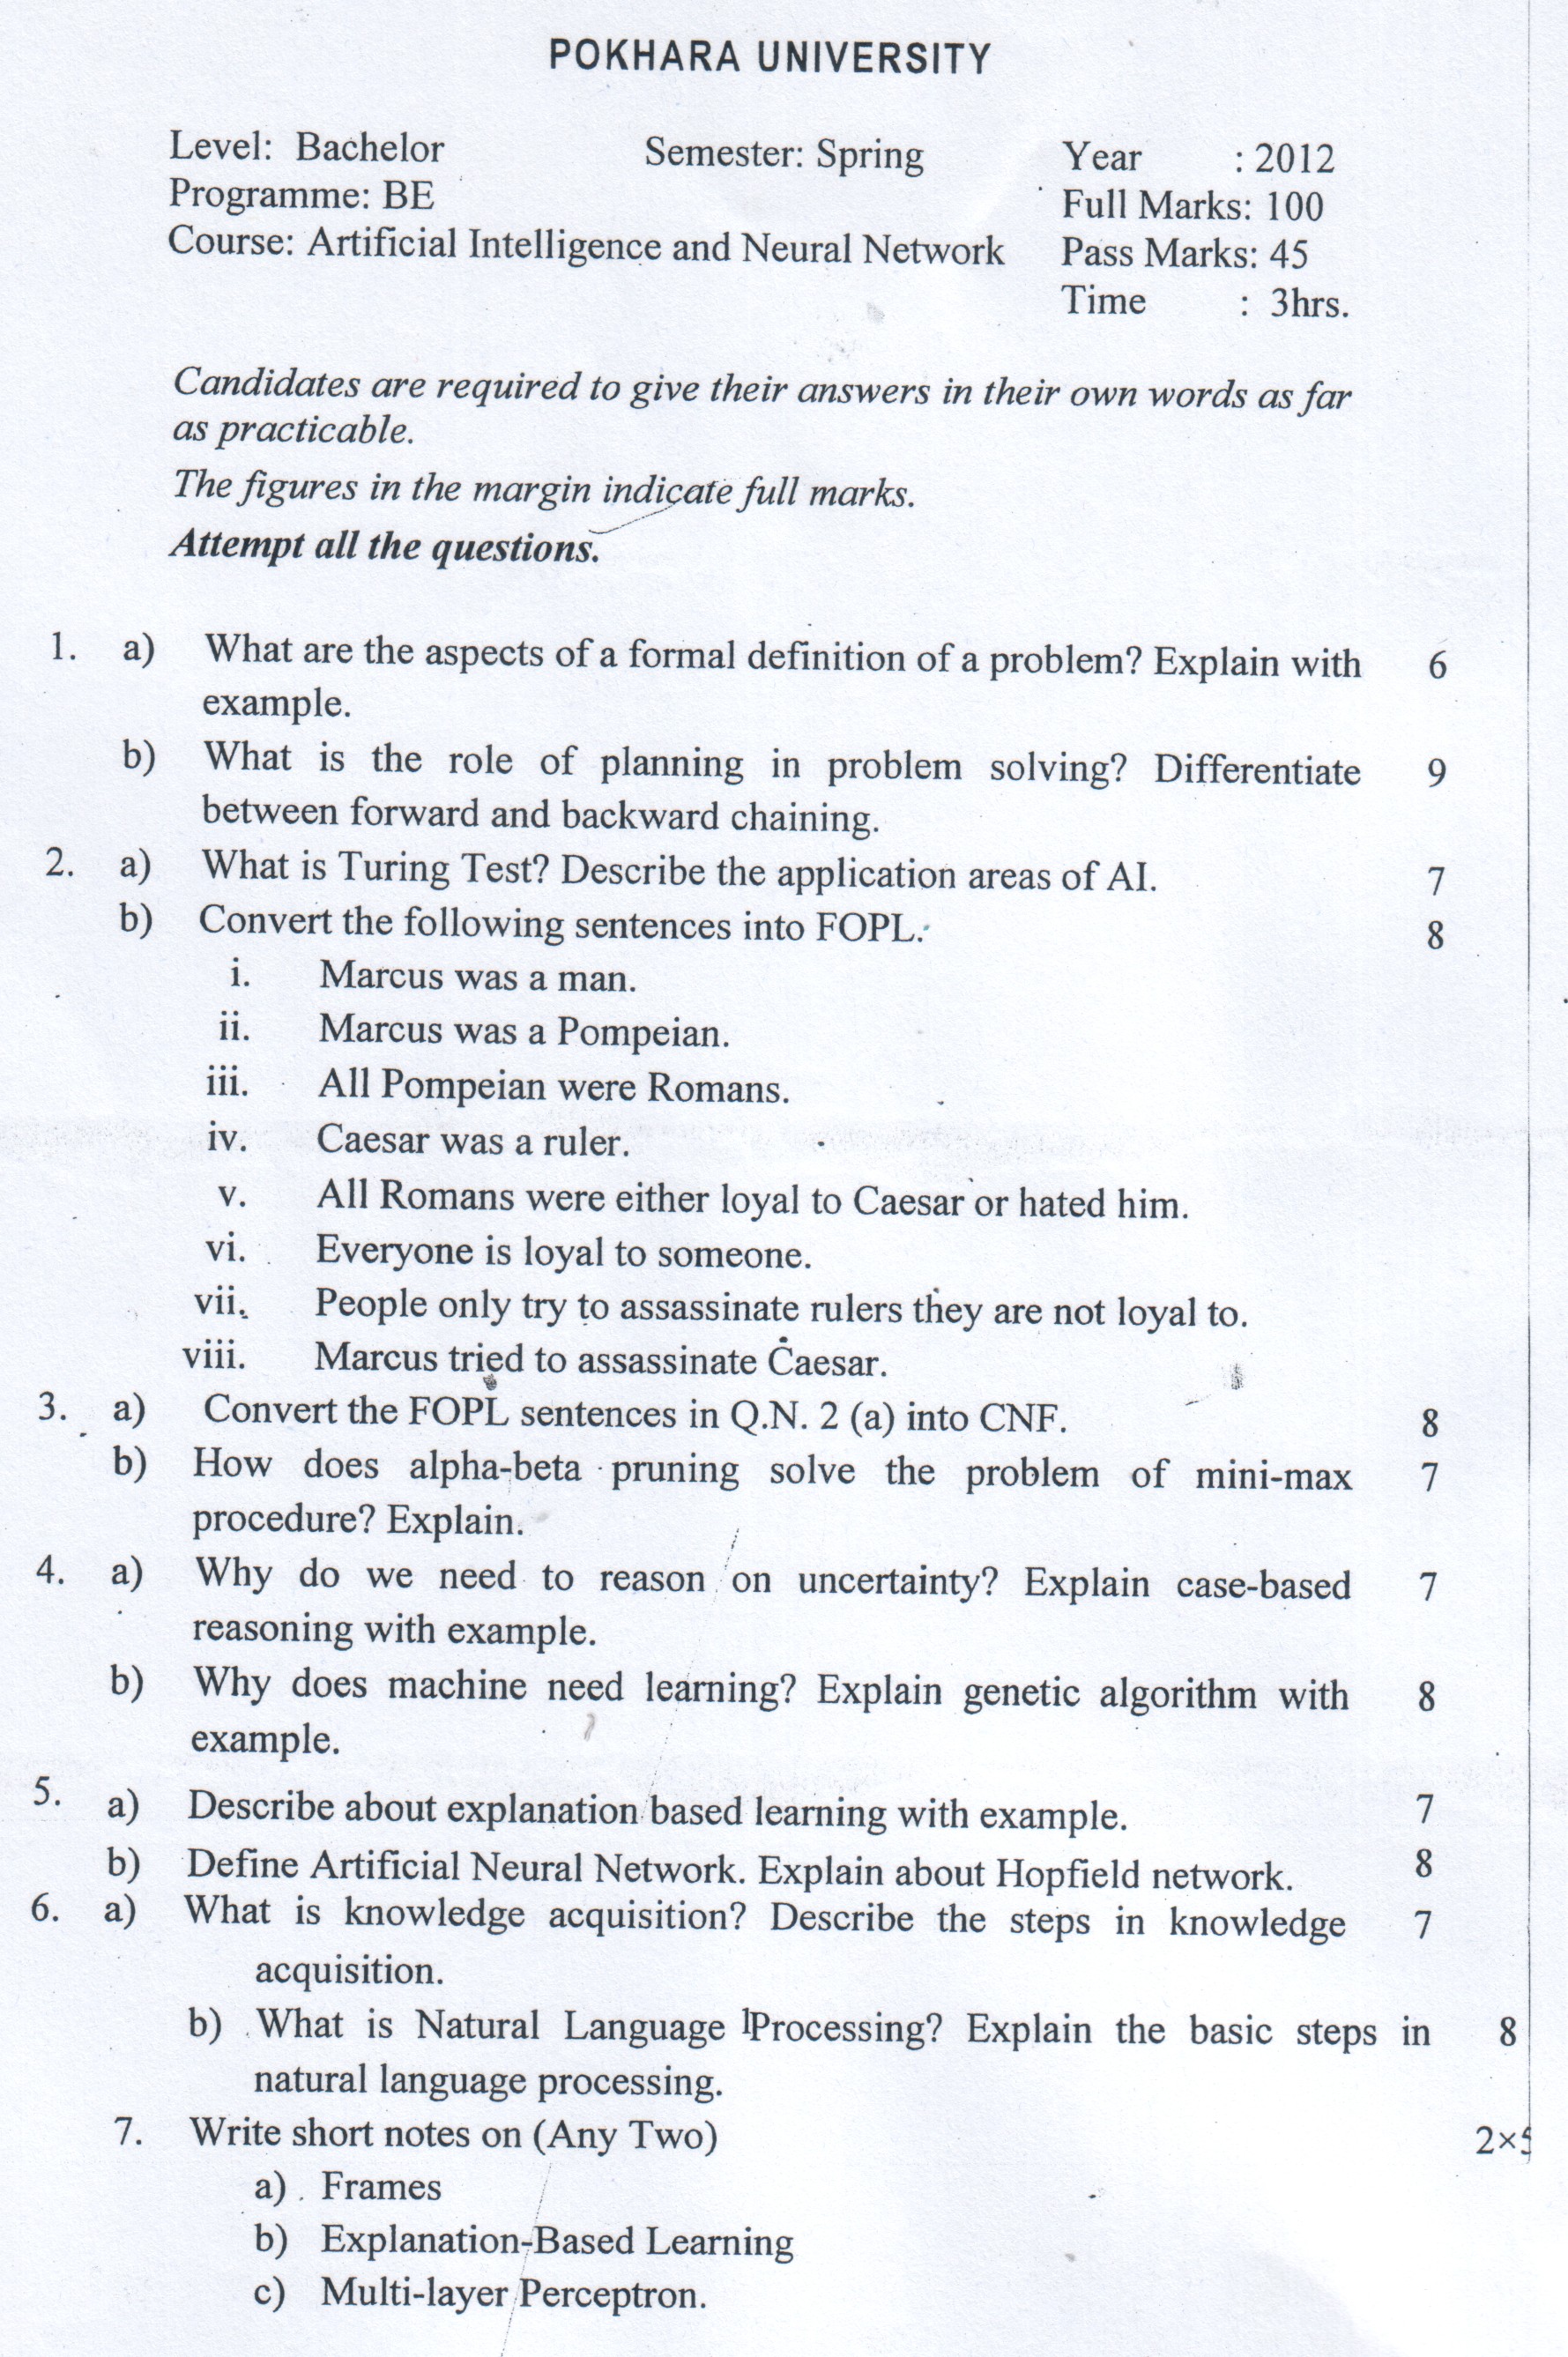 POKHARA UNIVERSITY
Level: Bachelor Semester: Spring Year : 2012
Programme: BE Full Marks: 100
Course: Artificial Intelligence and Neural Network Pass Marks: 45
Time : 3hrs.
Candidates are required to give their answers in their own words as far
as practicable.
The figures in the margin indicate full marks.
Attempt all the questions.
1. a) What are the aspects of a formal definition of a problem? Explain with 6
example.
b) What is the role of planning in problem solving? Differentiate 9
between forward and backward chaining.
2. a) What is Turing Test? Describe the application areas of AI. 7
b) Convert the following sentences into FOPL. 8
i. Marcus was a man.
ii. Marcus was a Pompeian.
iii. All Pompeian were Romans.
iv. Caesar was a ruler.
v. All Romans were either loyal to Caesar or hated him.
vi. Everyone is loyal to someone.
vii. People only try to assassinate rulers they are not loyal to.
viii. Marcus tried to assassinate Caesar.
3. a) Convert the FOPL sentences in Q.N. 2 (a) into CNF. 8
b) How does alpha-beta pruning solve the problem of mini-max 7
procedure? Explain.
4. a) Why do we need to reason on uncertainty? Explain case-based 7
reasoning with example.
b) Why does machine need learning? Explain genetic algorithm with 8
example.
5. a) Describe about explanation based learning with example. 7
b) Define Artificial Neural Network. Explain about Hopfield network. 8
6. a) What is knowledge acquisition? Describe the steps in knowledge 7
acquisition.
b) What is Natural Language Processing? Explain the basic steps in 8
natural language processing.
7. Write short notes on (Any Two) 2×5
a) Frames
b) Explanation-Based Learning
c) Multi-layer Perceptron.
1